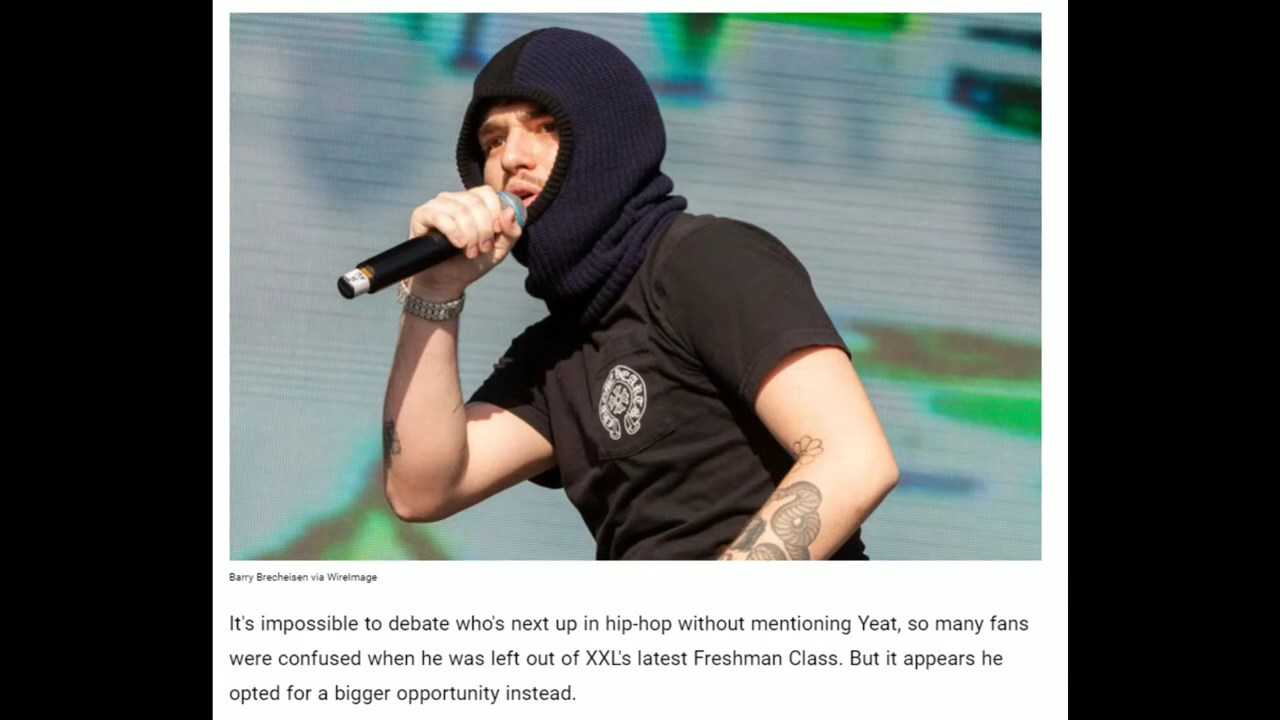 Barry Brecheisen via WireImage
It's impossible to debate who's next up in hip-hop without mentioning Yeat, so many fans
were confused when he was left out of XXL's latest Freshman Class. But it appears he
opted for a bigger opportunity instead.